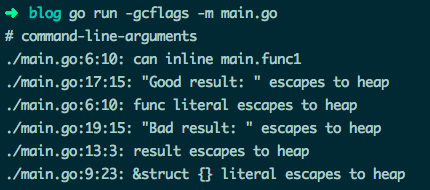 ➜ blog go run -gcflags -m main.go
# command-line-arguments
./main.go:6:10: can inline main.func1
./main.go:17:15: "Good result: " escapes to heap
./main.go:6:10: func literal escapes to heap
./main.go:19:15: "Bad result: " escapes to heap
./main.go:13:3: result escapes to heap
./main.go:9:23: &struct {} literal escapes to heap